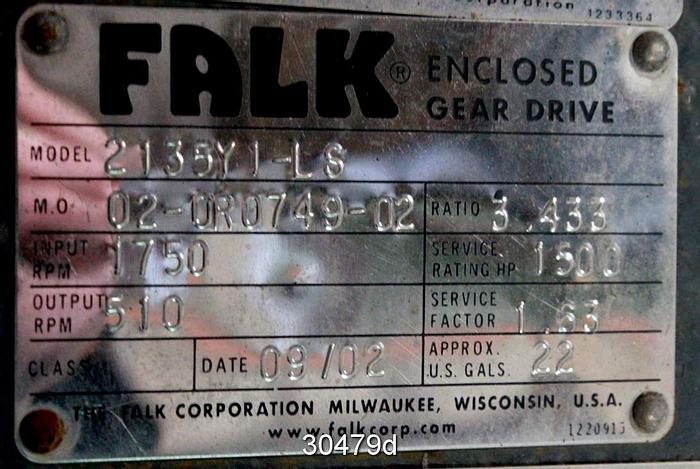 1233364
FALK® ENCLOSED
GEAR DRIVE
MODEL 2135Y1-LS
M.O. 02-0R0749-02 RATIO 3.433
INPUT RPM 1750 SERVICE RATING HP 1500
OUTPUT RPM 510 SERVICE FACTOR 1.63
CLASS DATE 09/02 APPROX. U.S. GALS. 22
THE FALK CORPORATION MILWAUKEE, WISCONSIN, U.S.A.
www.falkcorp.com 1220915
30479d